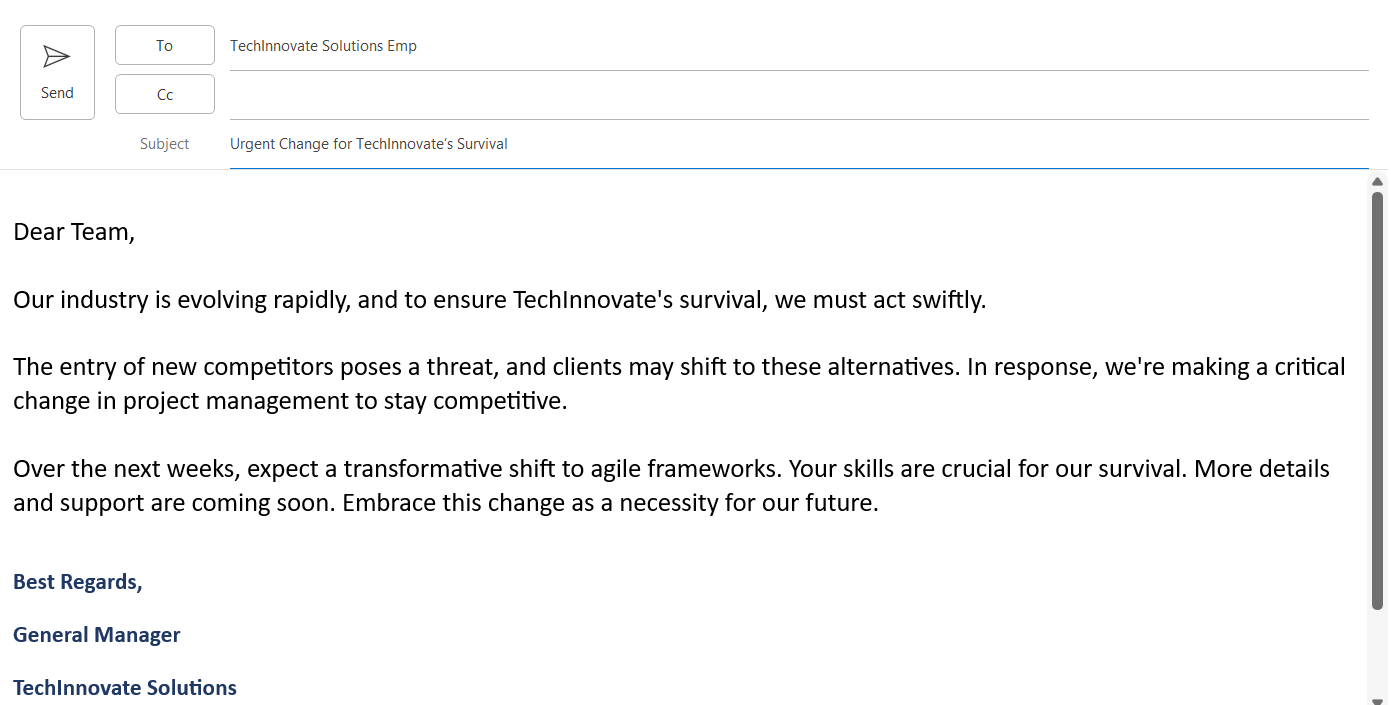 To
TechInnovate Solutions Emp
Send
Cc
Subject
Urgent Change for TechInnovate’s Survival
Dear Team,
Our industry is evolving rapidly, and to ensure TechInnovate's survival, we must act swiftly.
The entry of new competitors poses a threat, and clients may shift to these alternatives. In response, we're making a critical
change in project management to stay competitive.
Over the next weeks, expect a transformative shift to agile frameworks. Your skills are crucial for our survival. More details
and support are coming soon. Embrace this change as a necessity for our future.
Best Regards,
General Manager
TechInnovate Solutions